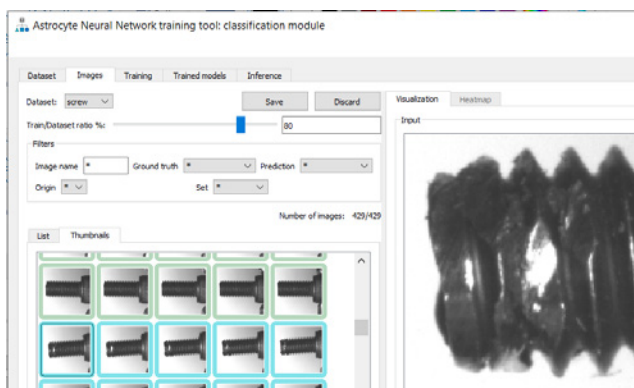 Astrocyte Neural Network training tool: classification module
Dataset Images Training Trained models Inference
Dataset: screw Save Discard
Train/Dataset ratio %: 80
Filters
Image name * Ground truth * Prediction *
Origin * Set *
Number of images: 429/429
List Thumbnails
Visualization Heatmap
Input